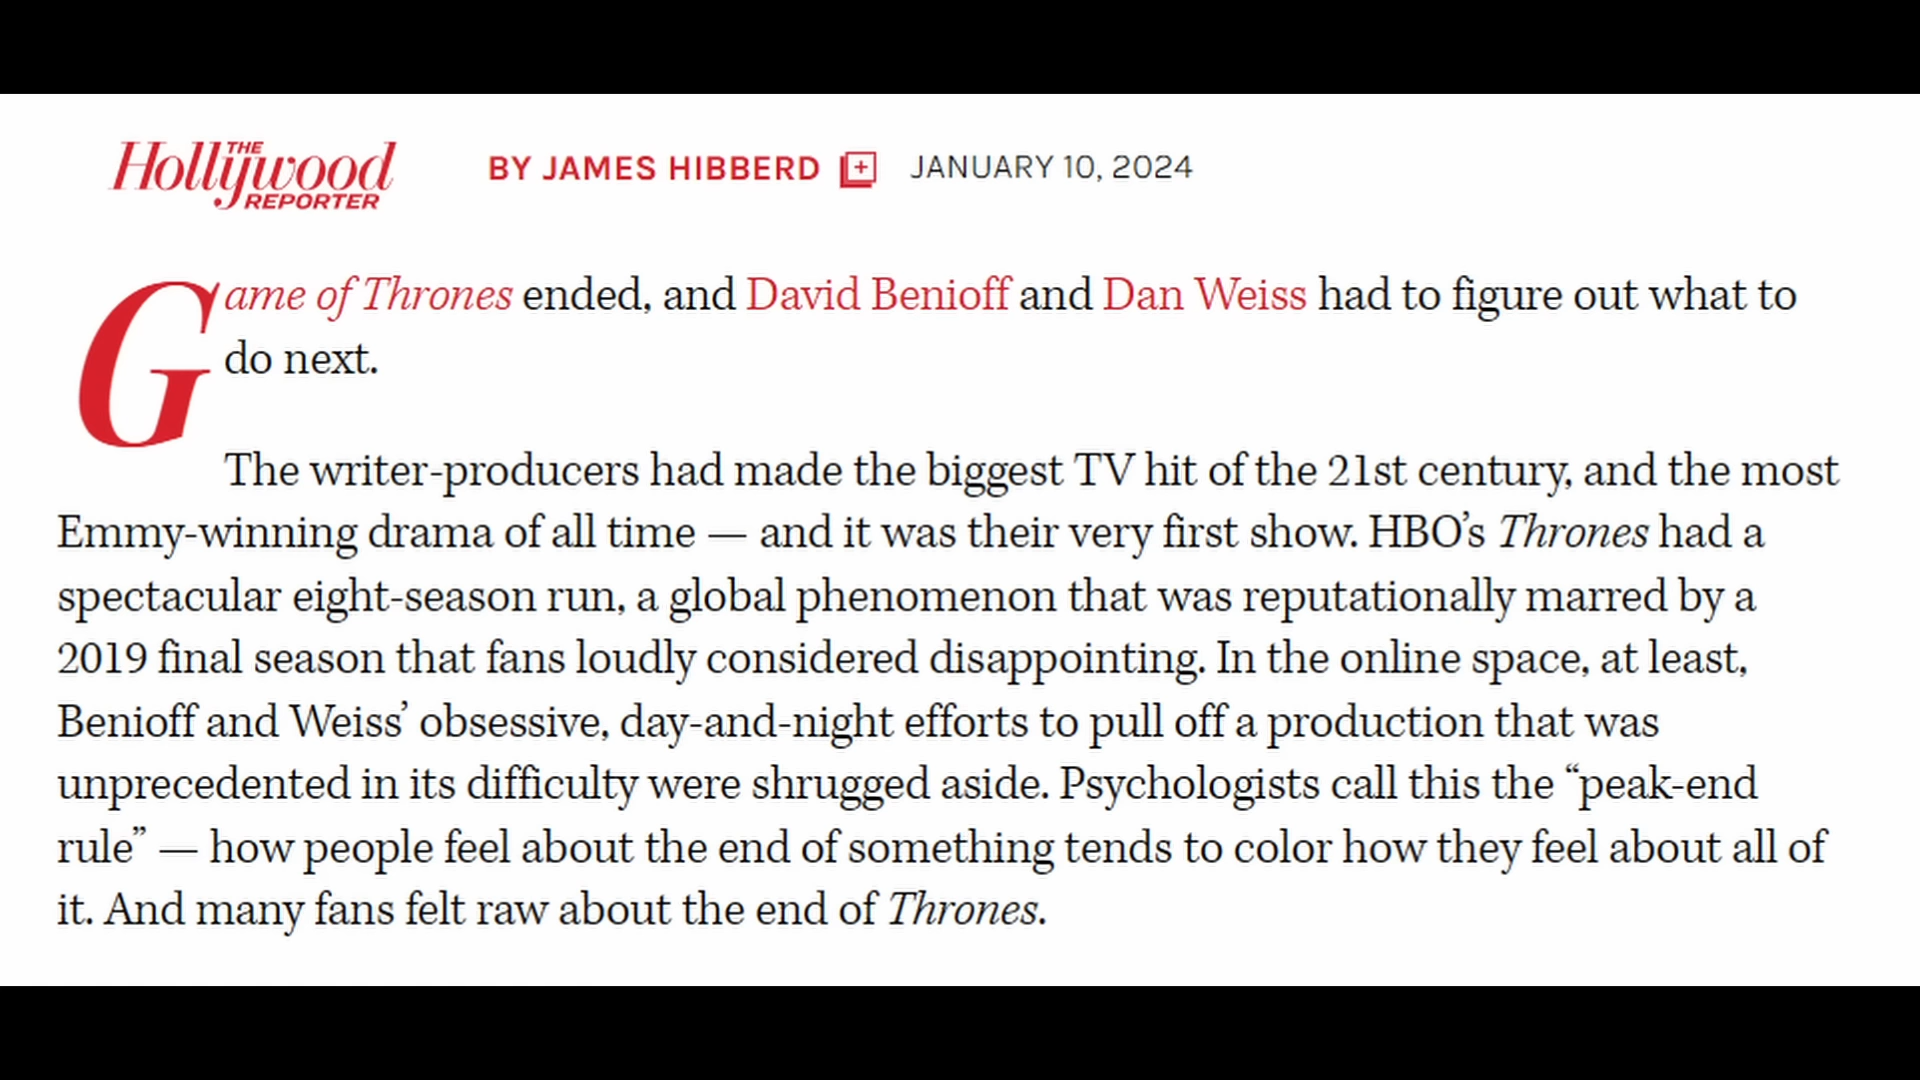 THE Hollywood REPORTER
BY JAMES HIBBERD JANUARY 10, 2024
Game of Thrones ended, and David Benioff and Dan Weiss had to figure out what to
do next.
The writer-producers had made the biggest TV hit of the 21st century, and the most
Emmy-winning drama of all time — and it was their very first show. HBO’s Thrones had a
spectacular eight-season run, a global phenomenon that was reputationally marred by a
2019 final season that fans loudly considered disappointing. In the online space, at least,
Benioff and Weiss’ obsessive, day-and-night efforts to pull off a production that was
unprecedented in its difficulty were shrugged aside. Psychologists call this the “peak-end
rule” — how people feel about the end of something tends to color how they feel about all of
it. And many fans felt raw about the end of Thrones.